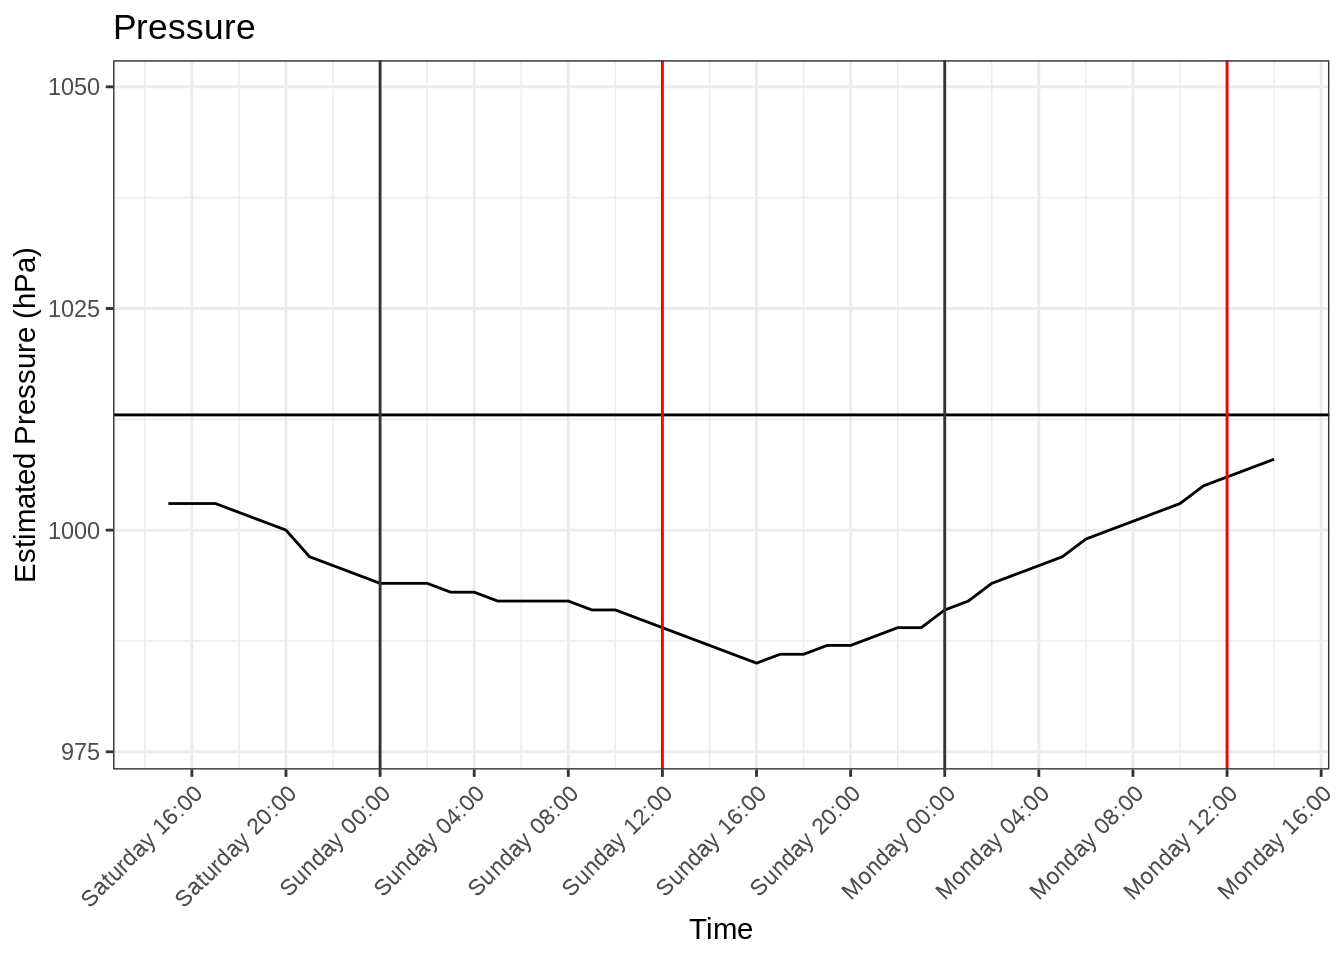 Pressure
Estimated Pressure (hPa)
1050
1025
1000
975
Saturday 16:00
Saturday 20:00
Sunday 00:00
Sunday 04:00
Sunday 08:00
Sunday 12:00
Sunday 16:00
Sunday 20:00
Monday 00:00
Monday 04:00
Monday 08:00
Monday 12:00
Monday 16:00
Time